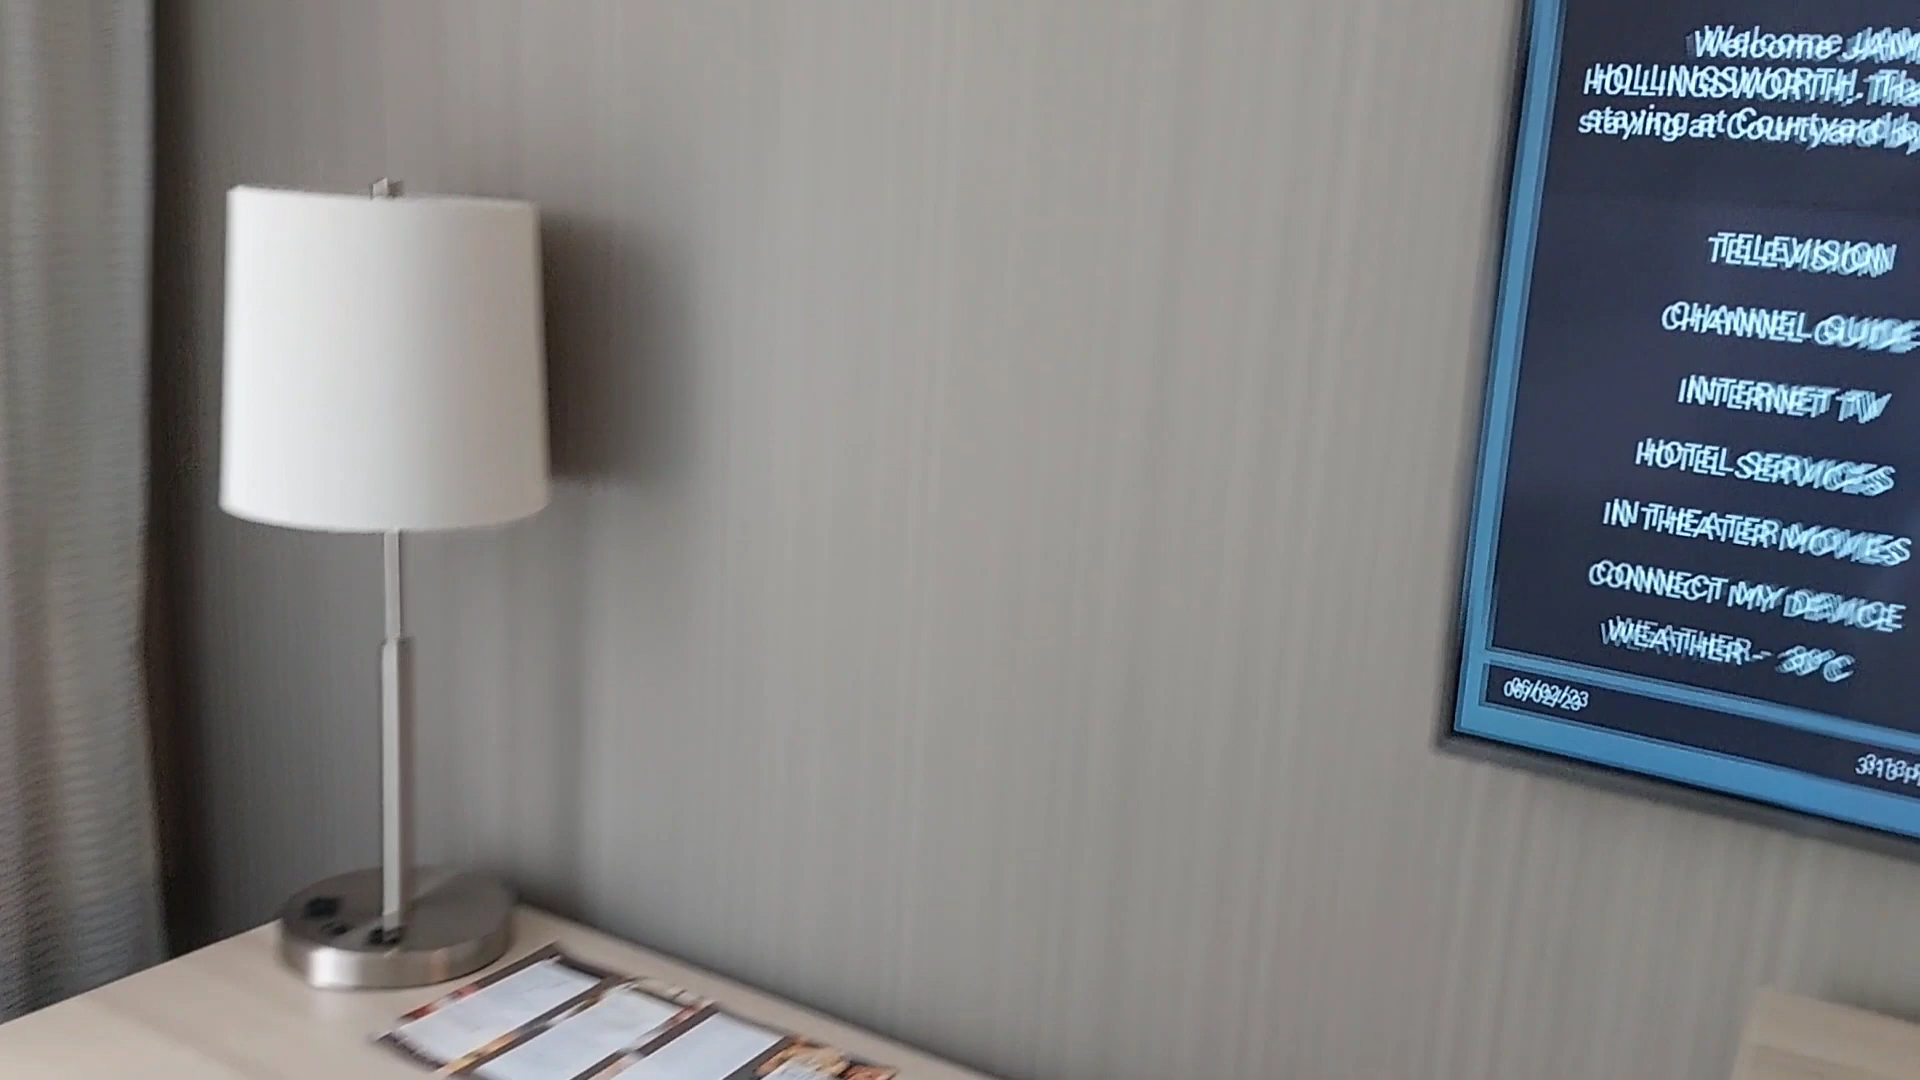 Welcome
HOLLINGSWORTH.
staying at Courtyard
TELEVISION
CHANNEL GUIDE
INTERNET TV
HOTEL SERVICES
IN THEATER MOVIES
CONNECT MY DEVICE
WEATHER -